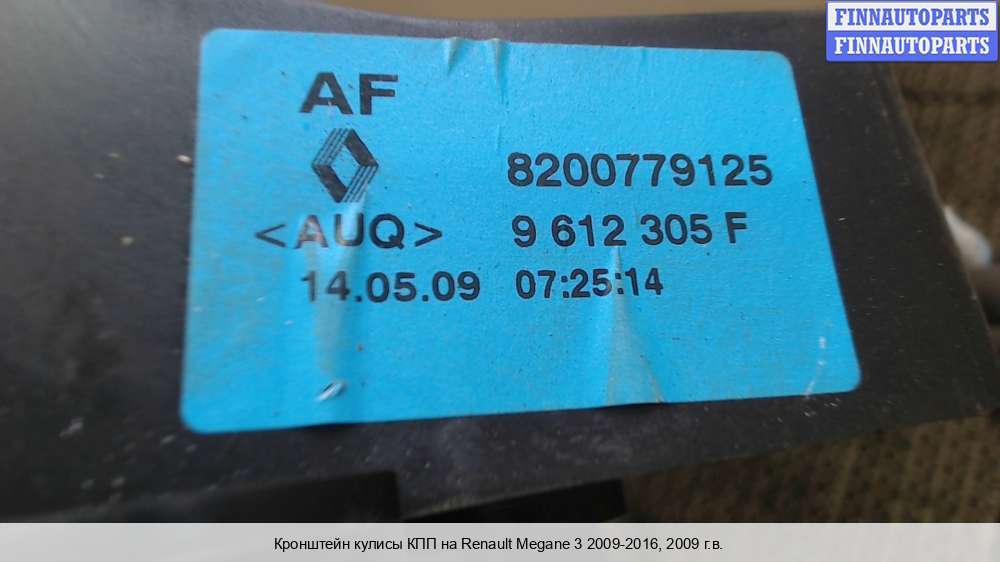 FINNAUTOPARTS
FINNAUTOPARTS
AF
8200779125
<AUQ> 9 612 305 F
14.05.09 07:25:14
Кронштейн кулисы КПП на Renault Megane 3 2009-2016, 2009 г.в.